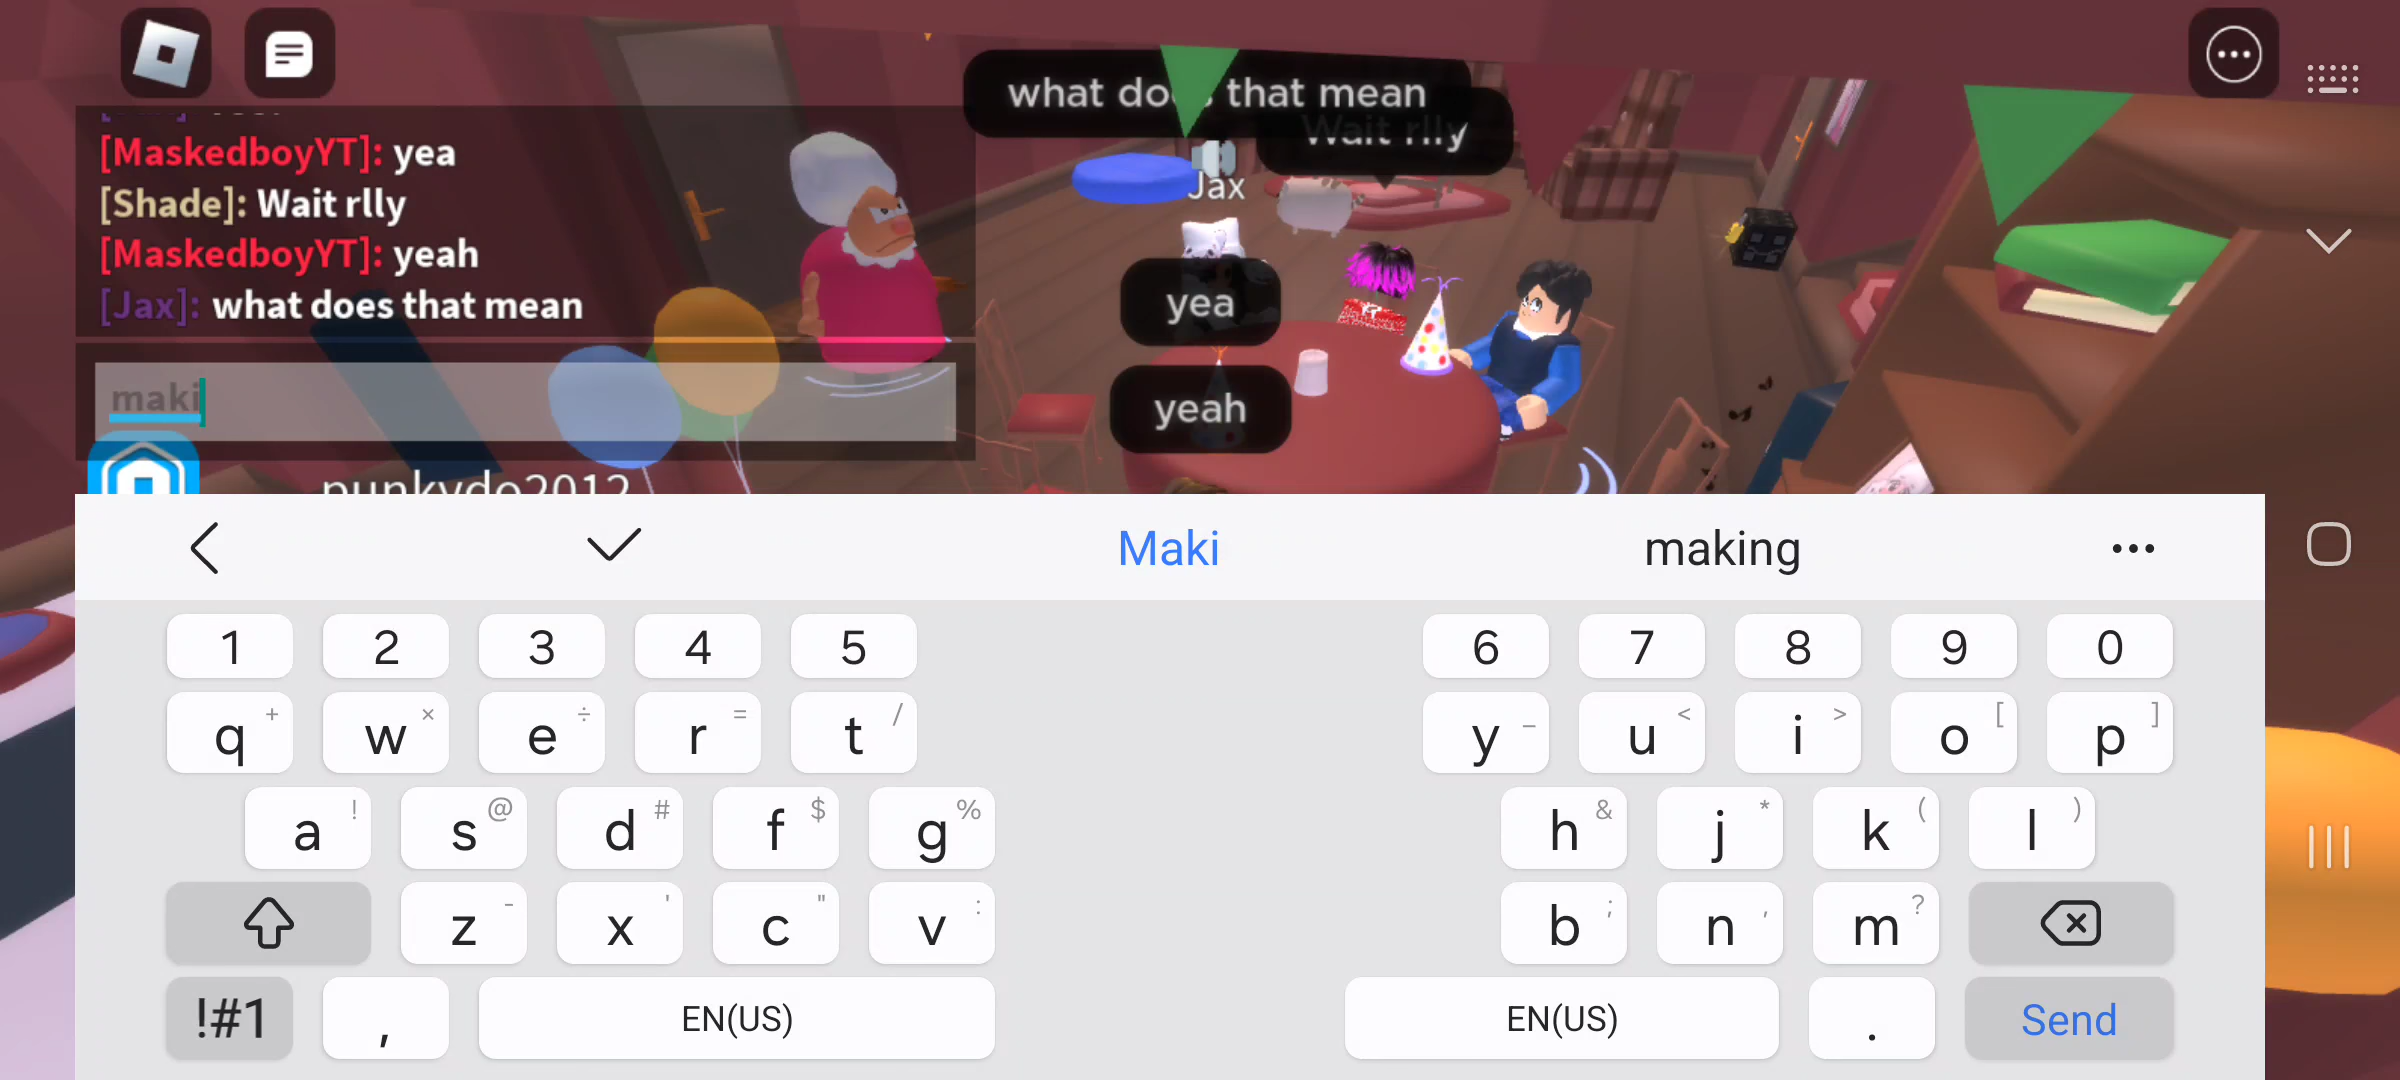 [MaskedboyYT]: yea
[Shade]: Wait rlly
[MaskedboyYT]: yeah
[Jax]: what does that mean
maki
punkydo2012
what does that mean
Wait rlly
Jax
yea
yeah
Maki making
1 2 3 4 5 6 7 8 9 0
q + w × e ÷ r = t / y _ u < i > o [ p ]
a ! s @ d # f $ g % h & j * k ( l )
z - x ' c " v : b ; n , m ?
!#1 , EN(US) EN(US) . Send